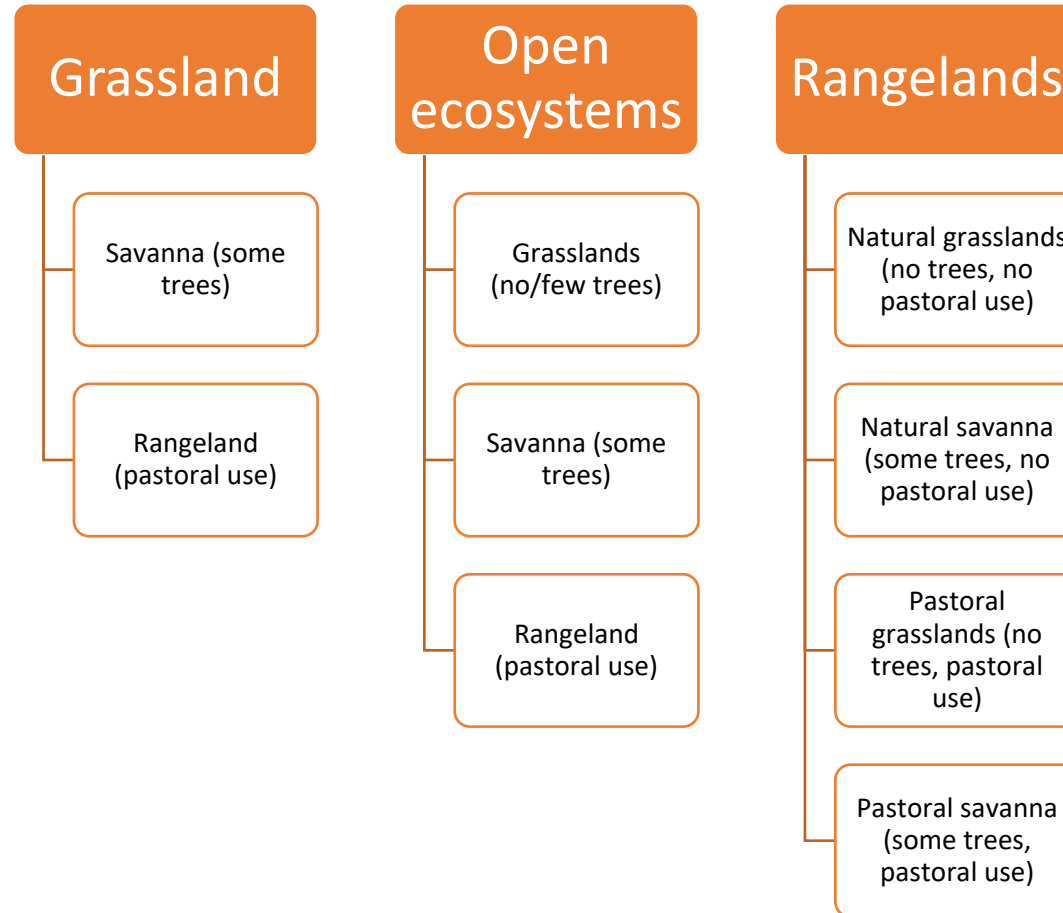 Grassland
Savanna (some
trees)
Rangeland
(pastoral use)
Open
ecosystems
Grasslands
(no/few trees)
Savanna (some
trees)
Rangeland
(pastoral use)
Rangelands
Natural grasslands
(no trees, no
pastoral use)
Natural savanna
(some trees, no
pastoral use)
Pastoral
grasslands (no
trees, pastoral
use)
Pastoral savanna
(some trees,
pastoral use)